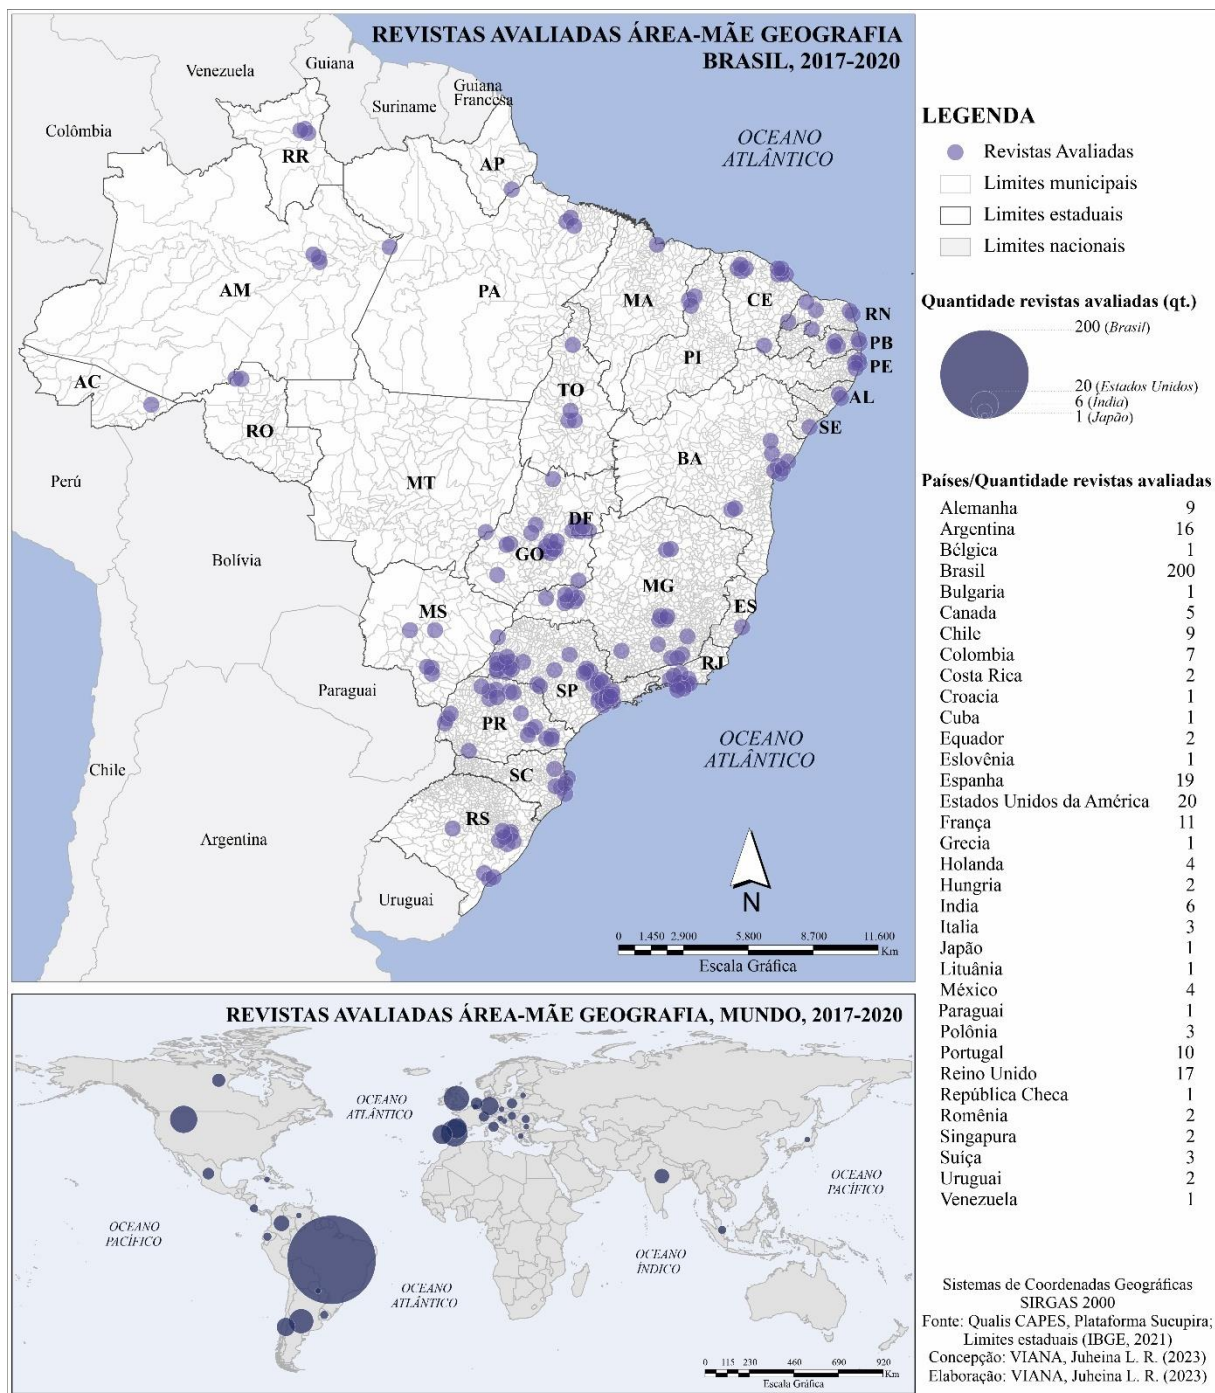 REVISTAS AVALIADAS ÁREA-MÃE GEOGRAFIA
BRASIL, 2017-2020
Venezuela
Guiana
Guiana
Francesa
Suriname
Colômbia
OCEANO
ATLÂNTICO
RR
AP
AM
PA
MA
CE
RN
PB
PE
PI
AL
AC
TO
SE
RO
BA
Perú
MT
DF
GO
Bolívia
MG
MS
ES
RJ
Paraguai
SP
PR
OCEANO
ATLÂNTICO
Chile
SC
RS
Argentina
Uruguai
N
0 1,450 2,900 5,800 8,700 11.600
Km
Escala Gráfica
LEGENDA
Revistas Avaliadas
Limites municipais
Limites estaduais
Limites nacionais
Quantidade revistas avaliadas (qt.)
200 (Brasil)
20 (Estados Unidos)
6 (Índia)
1 (Japão)
Países/Quantidade revistas avaliadas
Alemanha 9
Argentina 16
Bélgica 1
Brasil 200
Bulgaria 1
Canada 5
Chile 9
Colombia 7
Costa Rica 2
Croacia 1
Cuba 1
Equador 2
Eslovênia 1
Espanha 19
Estados Unidos da América 20
França 11
Grecia 1
Holanda 4
Hungria 2
India 6
Italia 3
Japão 1
Lituânia 1
México 4
Paraguai 1
Polônia 3
Portugal 10
Reino Unido 17
República Checa 1
Romênia 2
Singapura 2
Suíça 3
Uruguai 2
Venezuela 1
REVISTAS AVALIADAS ÁREA-MÃE GEOGRAFIA, MUNDO, 2017-2020
OCEANO
ATLÂNTICO
OCEANO
PACÍFICO
OCEANO
PACÍFICO
OCEANO
ÍNDICO
OCEANO
ATLÂNTICO
0 115 230 460 690 920
Km
Escala Gráfica
Sistemas de Coordenadas Geográficas
SIRGAS 2000
Fonte: Qualis CAPES, Plataforma Sucupira;
Limites estaduais (IBGE, 2021)
Concepção: VIANA, Juheina L. R. (2023)
Elaboração: VIANA, Juheina L. R. (2023)